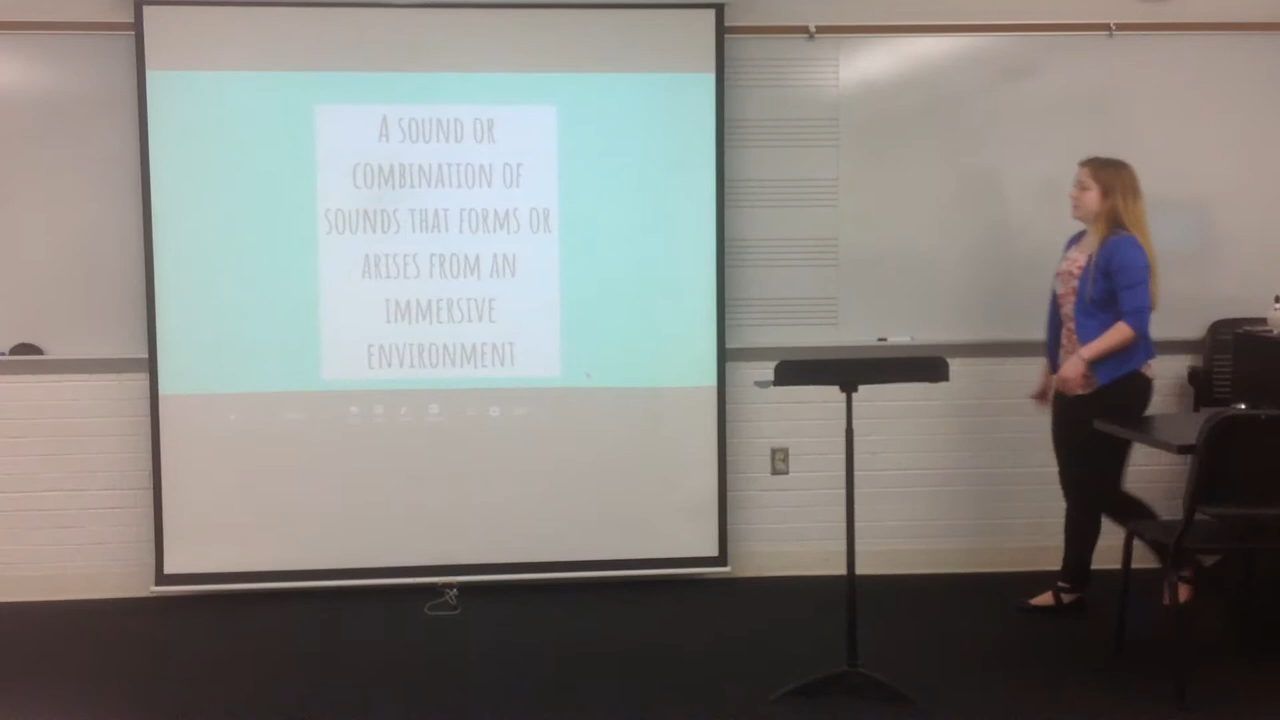 A SOUND OR
COMBINATION OF
SOUNDS THAT FORMS OR
ARISES FROM AN
IMMERSIVE
ENVIRONMENT